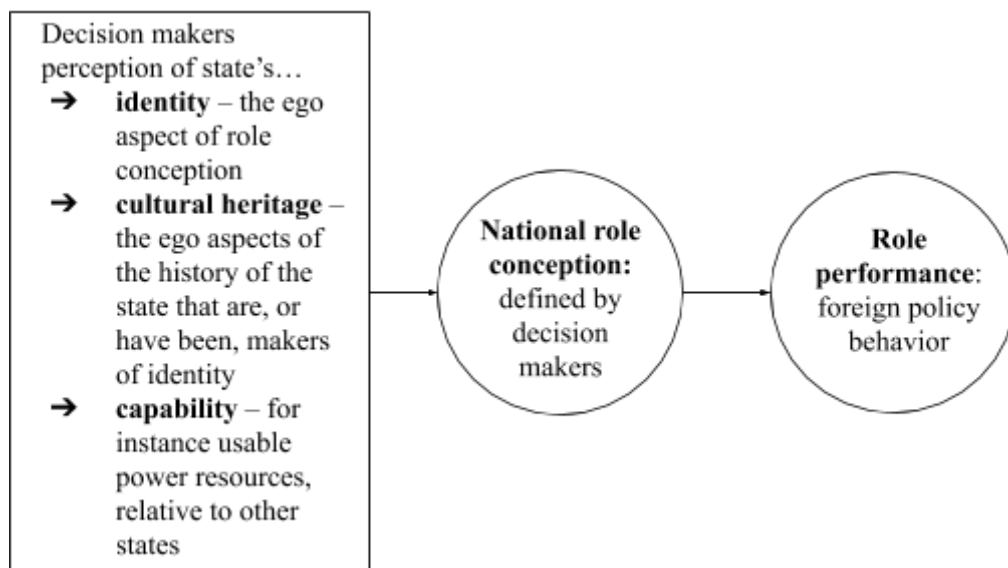 Decision makers
perception of state’s…
➔ identity – the ego
aspect of role
conception
➔ cultural heritage –
the ego aspects of
the history of the
state that are, or
have been, makers
of identity
➔ capability – for
instance usable
power resources,
relative to other
states
National role
conception:
defined by
decision
makers
Role
performance:
foreign policy
behavior